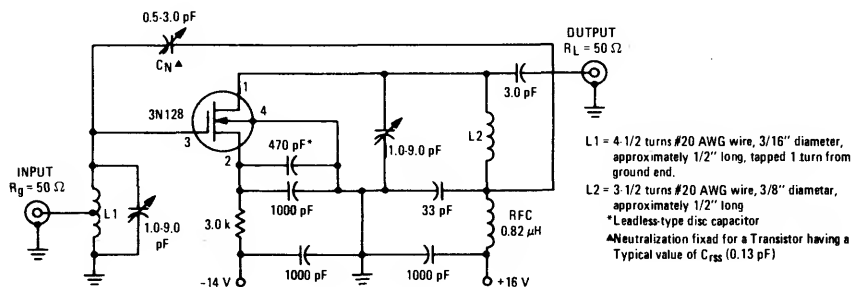 0.5-3.0 pF
CN▲
OUTPUT
RL = 50 Ω
1
3.0 pF
3N128
4
3
2
470 pF*
1.0-9.0 pF
L2
INPUT
Rg = 50 Ω
L1
1.0-9.0
pF
1000 pF
33 pF
3.0 k
RFC
0.82 μH
1000 pF
1000 pF
-14 V
+16 V
L1 = 4-1/2 turns #20 AWG wire, 3/16" diameter,
approximately 1/2" long, tapped 1 turn from
ground end.
L2 = 3-1/2 turns #20 AWG wire, 3/8" diametar,
approximately 1/2" long
*Leadless-type disc capacitor
▲Neutralization fixed for a Transistor having a
Typical value of Crss (0.13 pF)